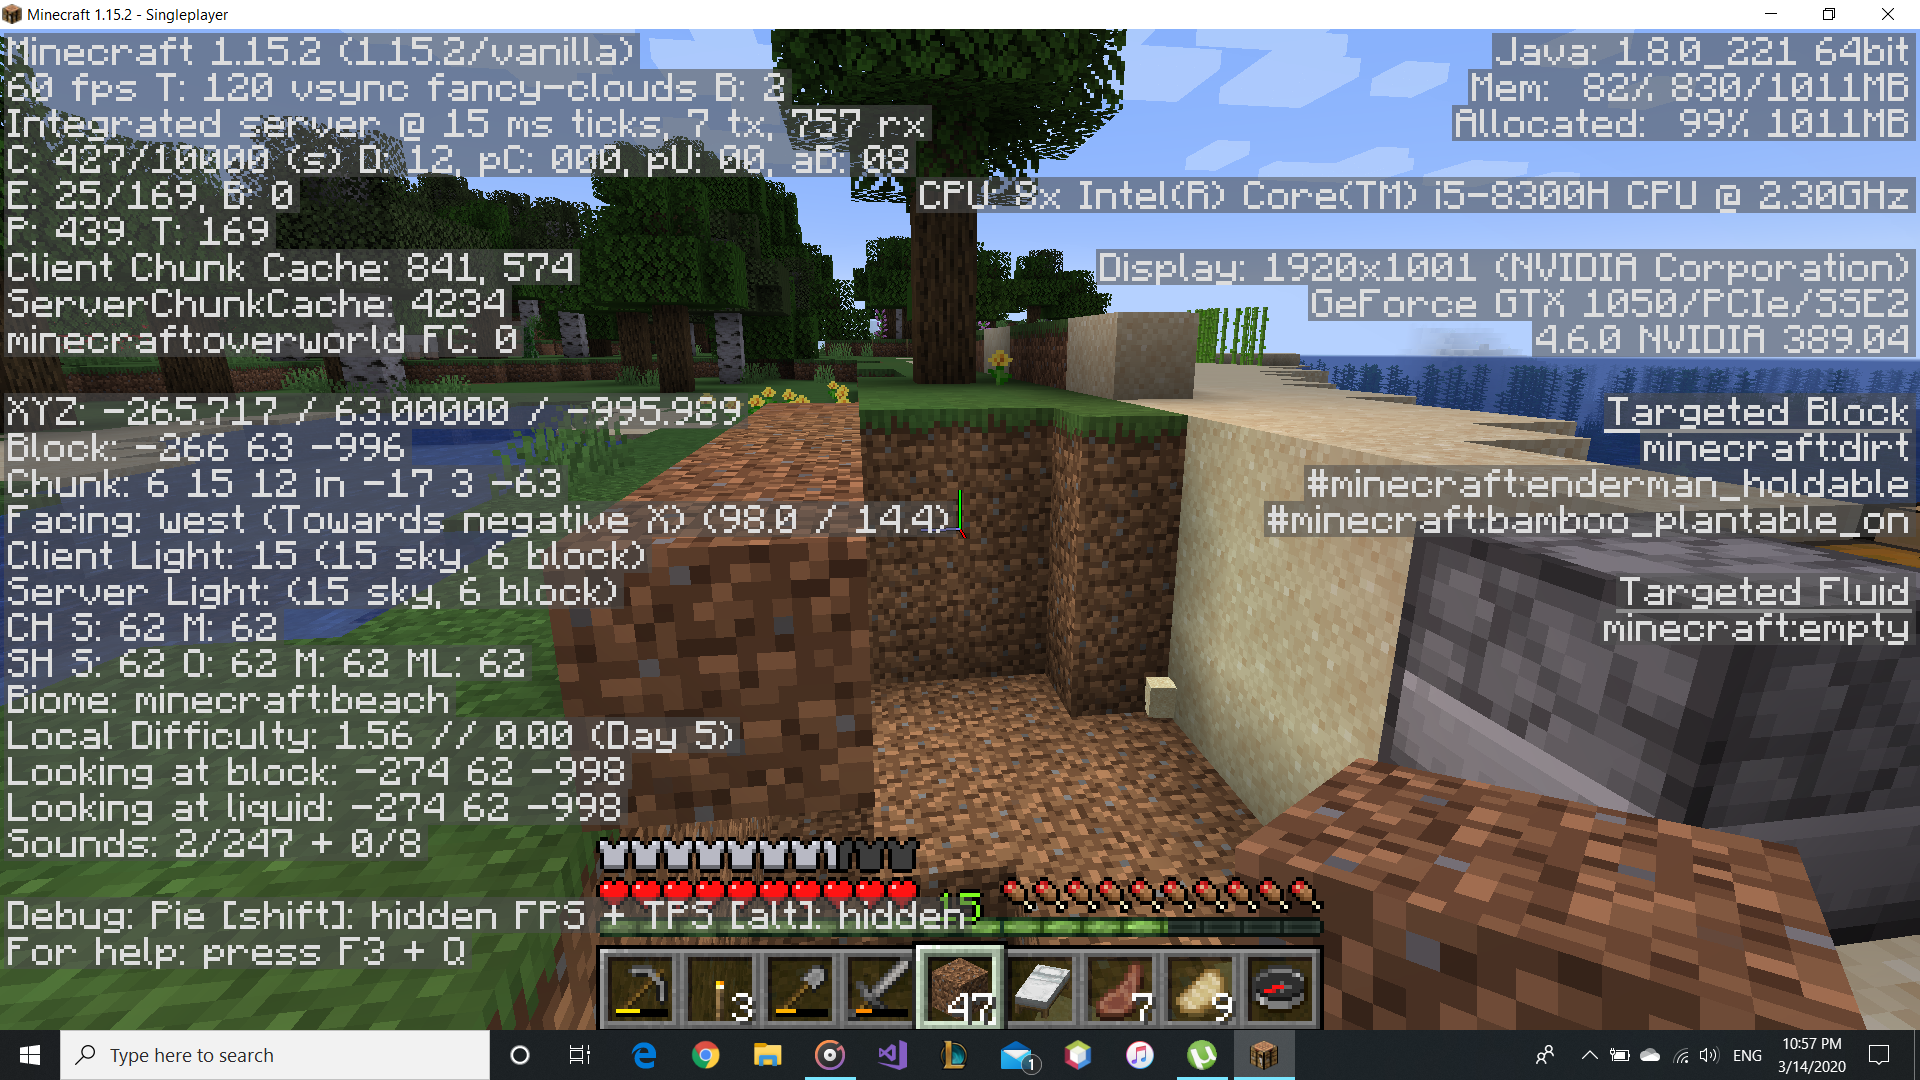 Minecraft 1.15.2 - Singleplayer
Minecraft 1.15.2 (1.15.2/vanilla)
60 fps T: 120 vsync fancy-clouds B: 2
Integrated server @ 15 ms ticks, 7 tx, 757 rx
C: 427/10000 (s) D: 12, pC: 000, pU: 00, aB: 08
E: 25/169, B: 0
P: 439. T: 169
Client Chunk Cache: 841, 574
ServerChunkCache: 4234
minecraft:overworld FC: 0
XYZ: -265.717 / 63.00000 / -995.989
Block: -266 63 -996
Chunk: 6 15 12 in -17 3 -63
Facing: west (Towards negative X) (98.0 / 14.4)
Client Light: 15 (15 sky, 6 block)
Server Light: (15 sky, 6 block)
CH S: 62 M: 62
SH S: 62 O: 62 M: 62 ML: 62
Biome: minecraft:beach
Local Difficulty: 1.56 // 0.00 (Day 5)
Looking at block: -274 62 -998
Looking at liquid: -274 62 -998
Sounds: 2/247 + 0/8
Debug: Pie [shift]: hidden FPS + TPS [alt]: hidden
For help: press F3 + Q
Java: 1.8.0_221 64bit
Mem: 82% 830/1011MB
Allocated: 99% 1011MB
CPU: 8x Intel(R) Core(TM) i5-8300H CPU @ 2.30GHz
Display: 1920x1001 (NVIDIA Corporation)
GeForce GTX 1050/PCIe/SSE2
4.6.0 NVIDIA 389.04
Targeted Block
minecraft:dirt
#minecraft:enderman_holdable
#minecraft:bamboo_plantable_on
Targeted Fluid
minecraft:empty
15
3 47 7 9
Type here to search
1
ENG
10:57 PM
3/14/2020